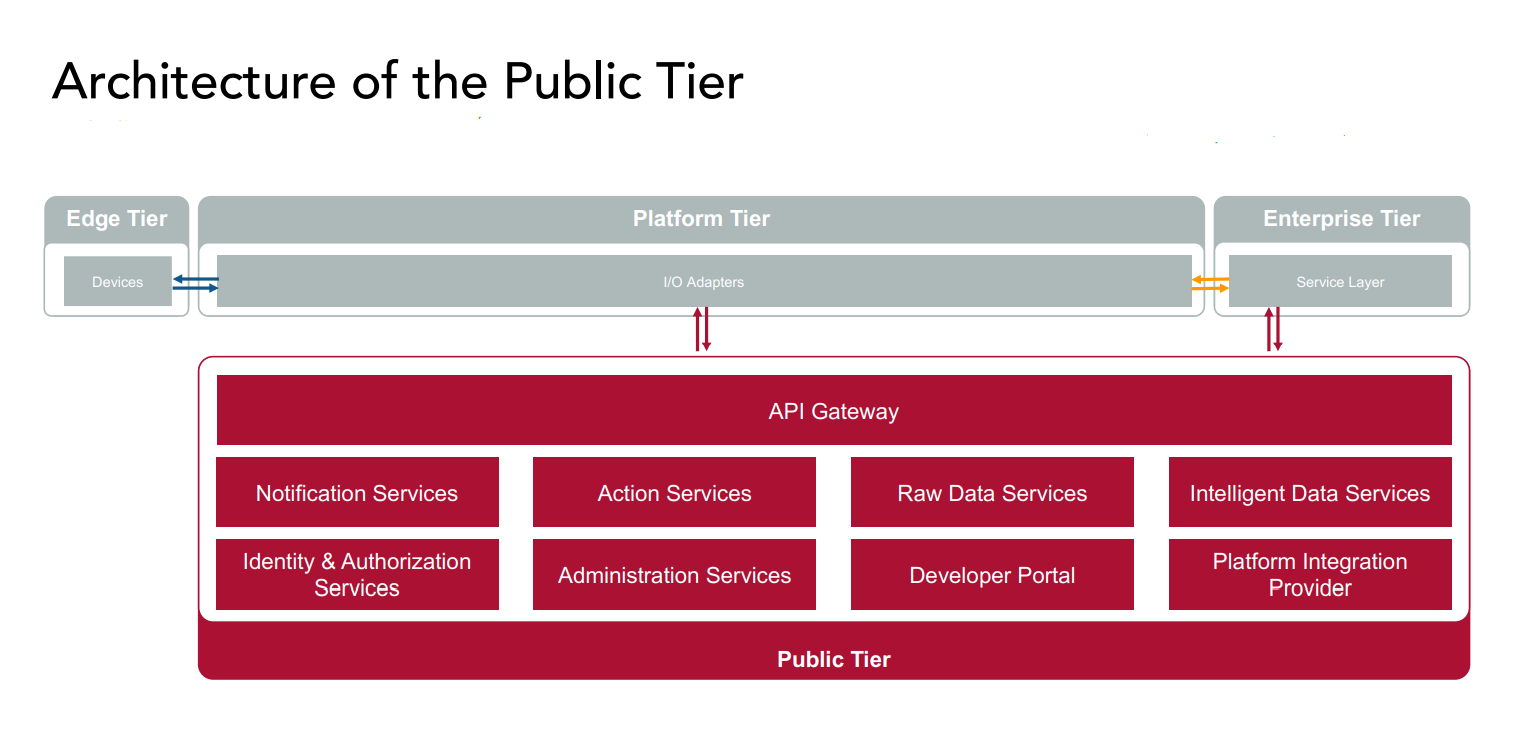 Architecture of the Public Tier
Edge Tier
Platform Tier
Enterprise Tier
Devices
I/O Adapters
Service Layer
API Gateway
Notification Services
Action Services
Raw Data Services
Intelligent Data Services
Identity & Authorization
Services
Administration Services
Developer Portal
Platform Integration
Provider
Public Tier